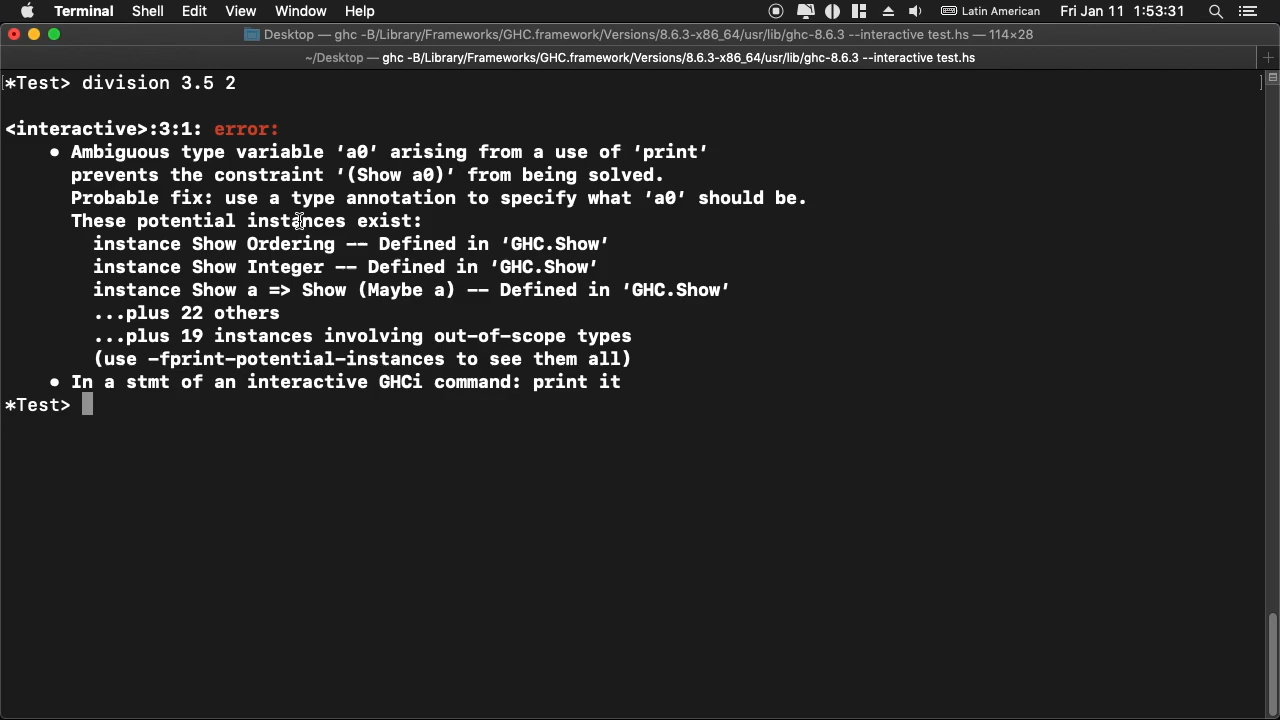 Terminal Shell Edit View Window Help Latin American Fri Jan 11 1:53:31
Desktop — ghc -B/Library/Frameworks/GHC.framework/Versions/8.6.3-x86_64/usr/lib/ghc-8.6.3 --interactive test.hs — 114×28
~/Desktop — ghc -B/Library/Frameworks/GHC.framework/Versions/8.6.3-x86_64/usr/lib/ghc-8.6.3 --interactive test.hs
[*Test> division 3.5 2 ]
<interactive>:3:1: error:
• Ambiguous type variable ‘a0’ arising from a use of ‘print’
prevents the constraint ‘(Show a0)’ from being solved.
Probable fix: use a type annotation to specify what ‘a0’ should be.
These potential instances exist:
instance Show Ordering -- Defined in ‘GHC.Show’
instance Show Integer -- Defined in ‘GHC.Show’
instance Show a => Show (Maybe a) -- Defined in ‘GHC.Show’
...plus 22 others
...plus 19 instances involving out-of-scope types
(use -fprint-potential-instances to see them all)
• In a stmt of an interactive GHCi command: print it
*Test>